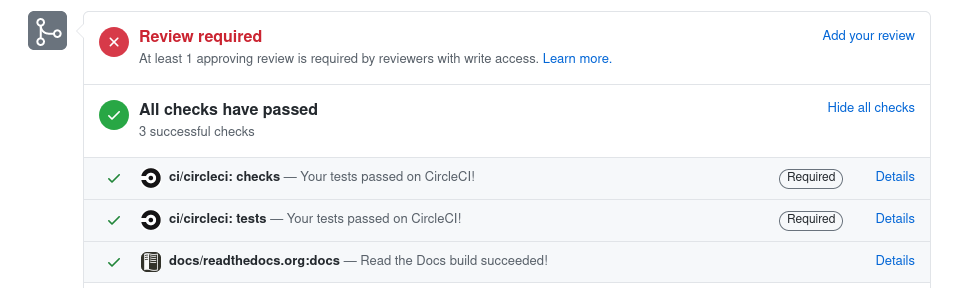 Review required
Add your review
At least 1 approving review is required by reviewers with write access. Learn more.
All checks have passed
Hide all checks
3 successful checks
ci/circleci: checks — Your tests passed on CircleCI! Required Details
ci/circleci: tests — Your tests passed on CircleCI! Required Details
docs/readthedocs.org:docs — Read the Docs build succeeded! Details